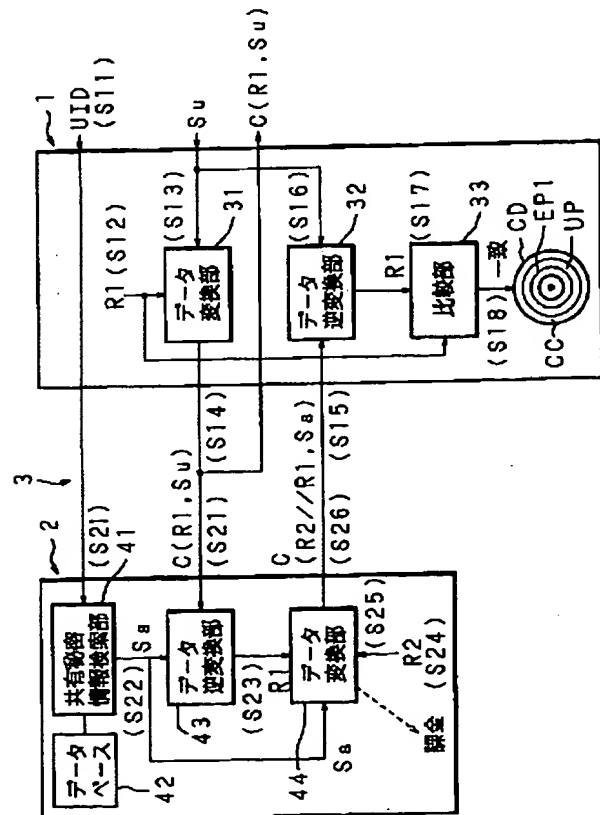 3
2
(S21)
41
共有秘密
情報検索部
データ
ベース
42
(S22)
Sa
C(R1,Su)
(S21)
データ
逆変換部
43
(S23)
R1
データ
変換部
44
Sa
(S25)
R2
(S24)
課金
C
(R2//R1,Sa)
(S26)
(S15)
(S14)
1
UID
(S11)
Su
C(R1,Su)
R1(S12)
(S13)
31
データ
変換部
(S16)
32
データ
逆変換部
R1
(S17)
33
比較部
一致
(S18)
CD
EP1
UP
CC